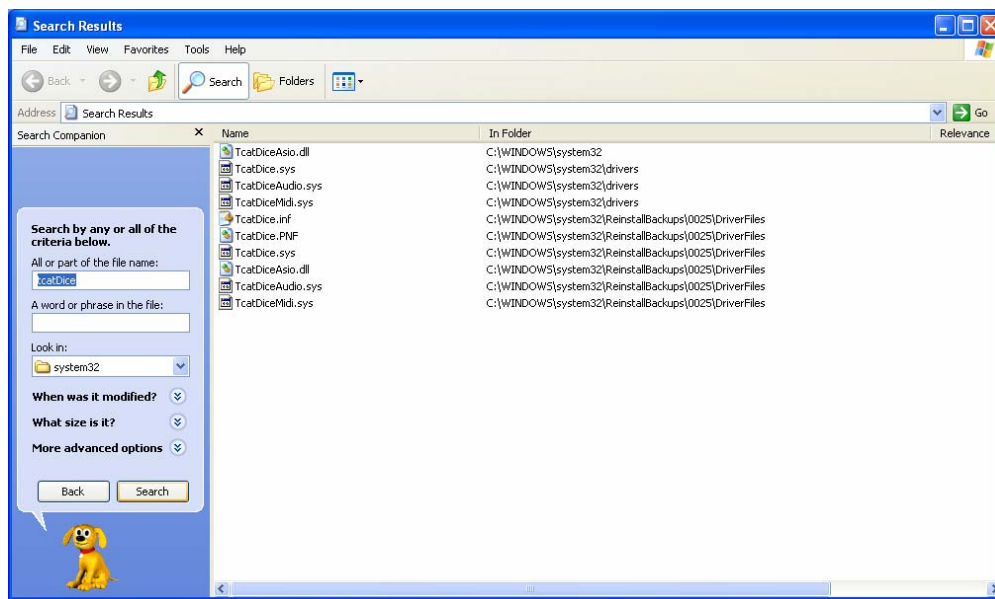 Search Results
File Edit View Favorites Tools Help
Back Search Folders
Address Search Results Go
Search Companion
Name In Folder Relevance
TcatDiceAsio.dll C:\WINDOWS\system32
TcatDice.sys C:\WINDOWS\system32\drivers
TcatDiceAudio.sys C:\WINDOWS\system32\drivers
TcatDiceMidi.sys C:\WINDOWS\system32\drivers
TcatDice.inf C:\WINDOWS\system32\ReinstallBackups\0025\DriverFiles
TcatDice.PNF C:\WINDOWS\system32\ReinstallBackups\0025\DriverFiles
TcatDice.sys C:\WINDOWS\system32\ReinstallBackups\0025\DriverFiles
TcatDiceAsio.dll C:\WINDOWS\system32\ReinstallBackups\0025\DriverFiles
TcatDiceAudio.sys C:\WINDOWS\system32\ReinstallBackups\0025\DriverFiles
TcatDiceMidi.sys C:\WINDOWS\system32\ReinstallBackups\0025\DriverFiles
Search by any or all of the
criteria below.
All or part of the file name:
tcatDice
A word or phrase in the file:
Look in:
system32
When was it modified?
What size is it?
More advanced options
Back Search